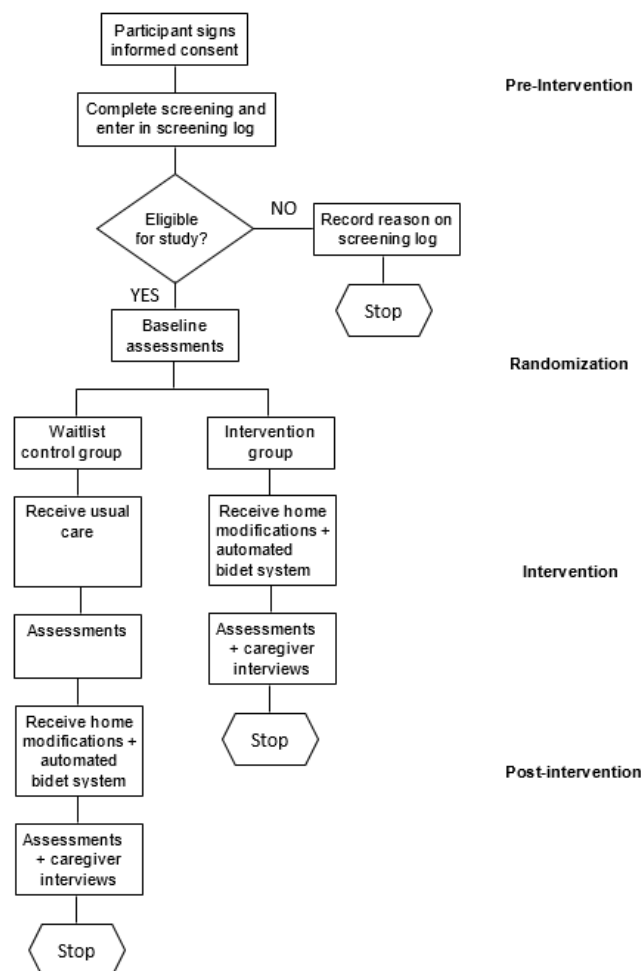 Participant signs
informed consent
Pre-Intervention
Complete screening and
enter in screening log
Eligible
for study?
NO
Record reason on
screening log
Stop
YES
Baseline
assessments
Randomization
Waitlist
control group
Intervention
group
Receive usual
care
Receive home
modifications +
automated
bidet system
Intervention
Assessments
Assessments
+ caregiver
interviews
Stop
Receive home
modifications +
automated
bidet system
Post-intervention
Assessments
+ caregiver
interviews
Stop